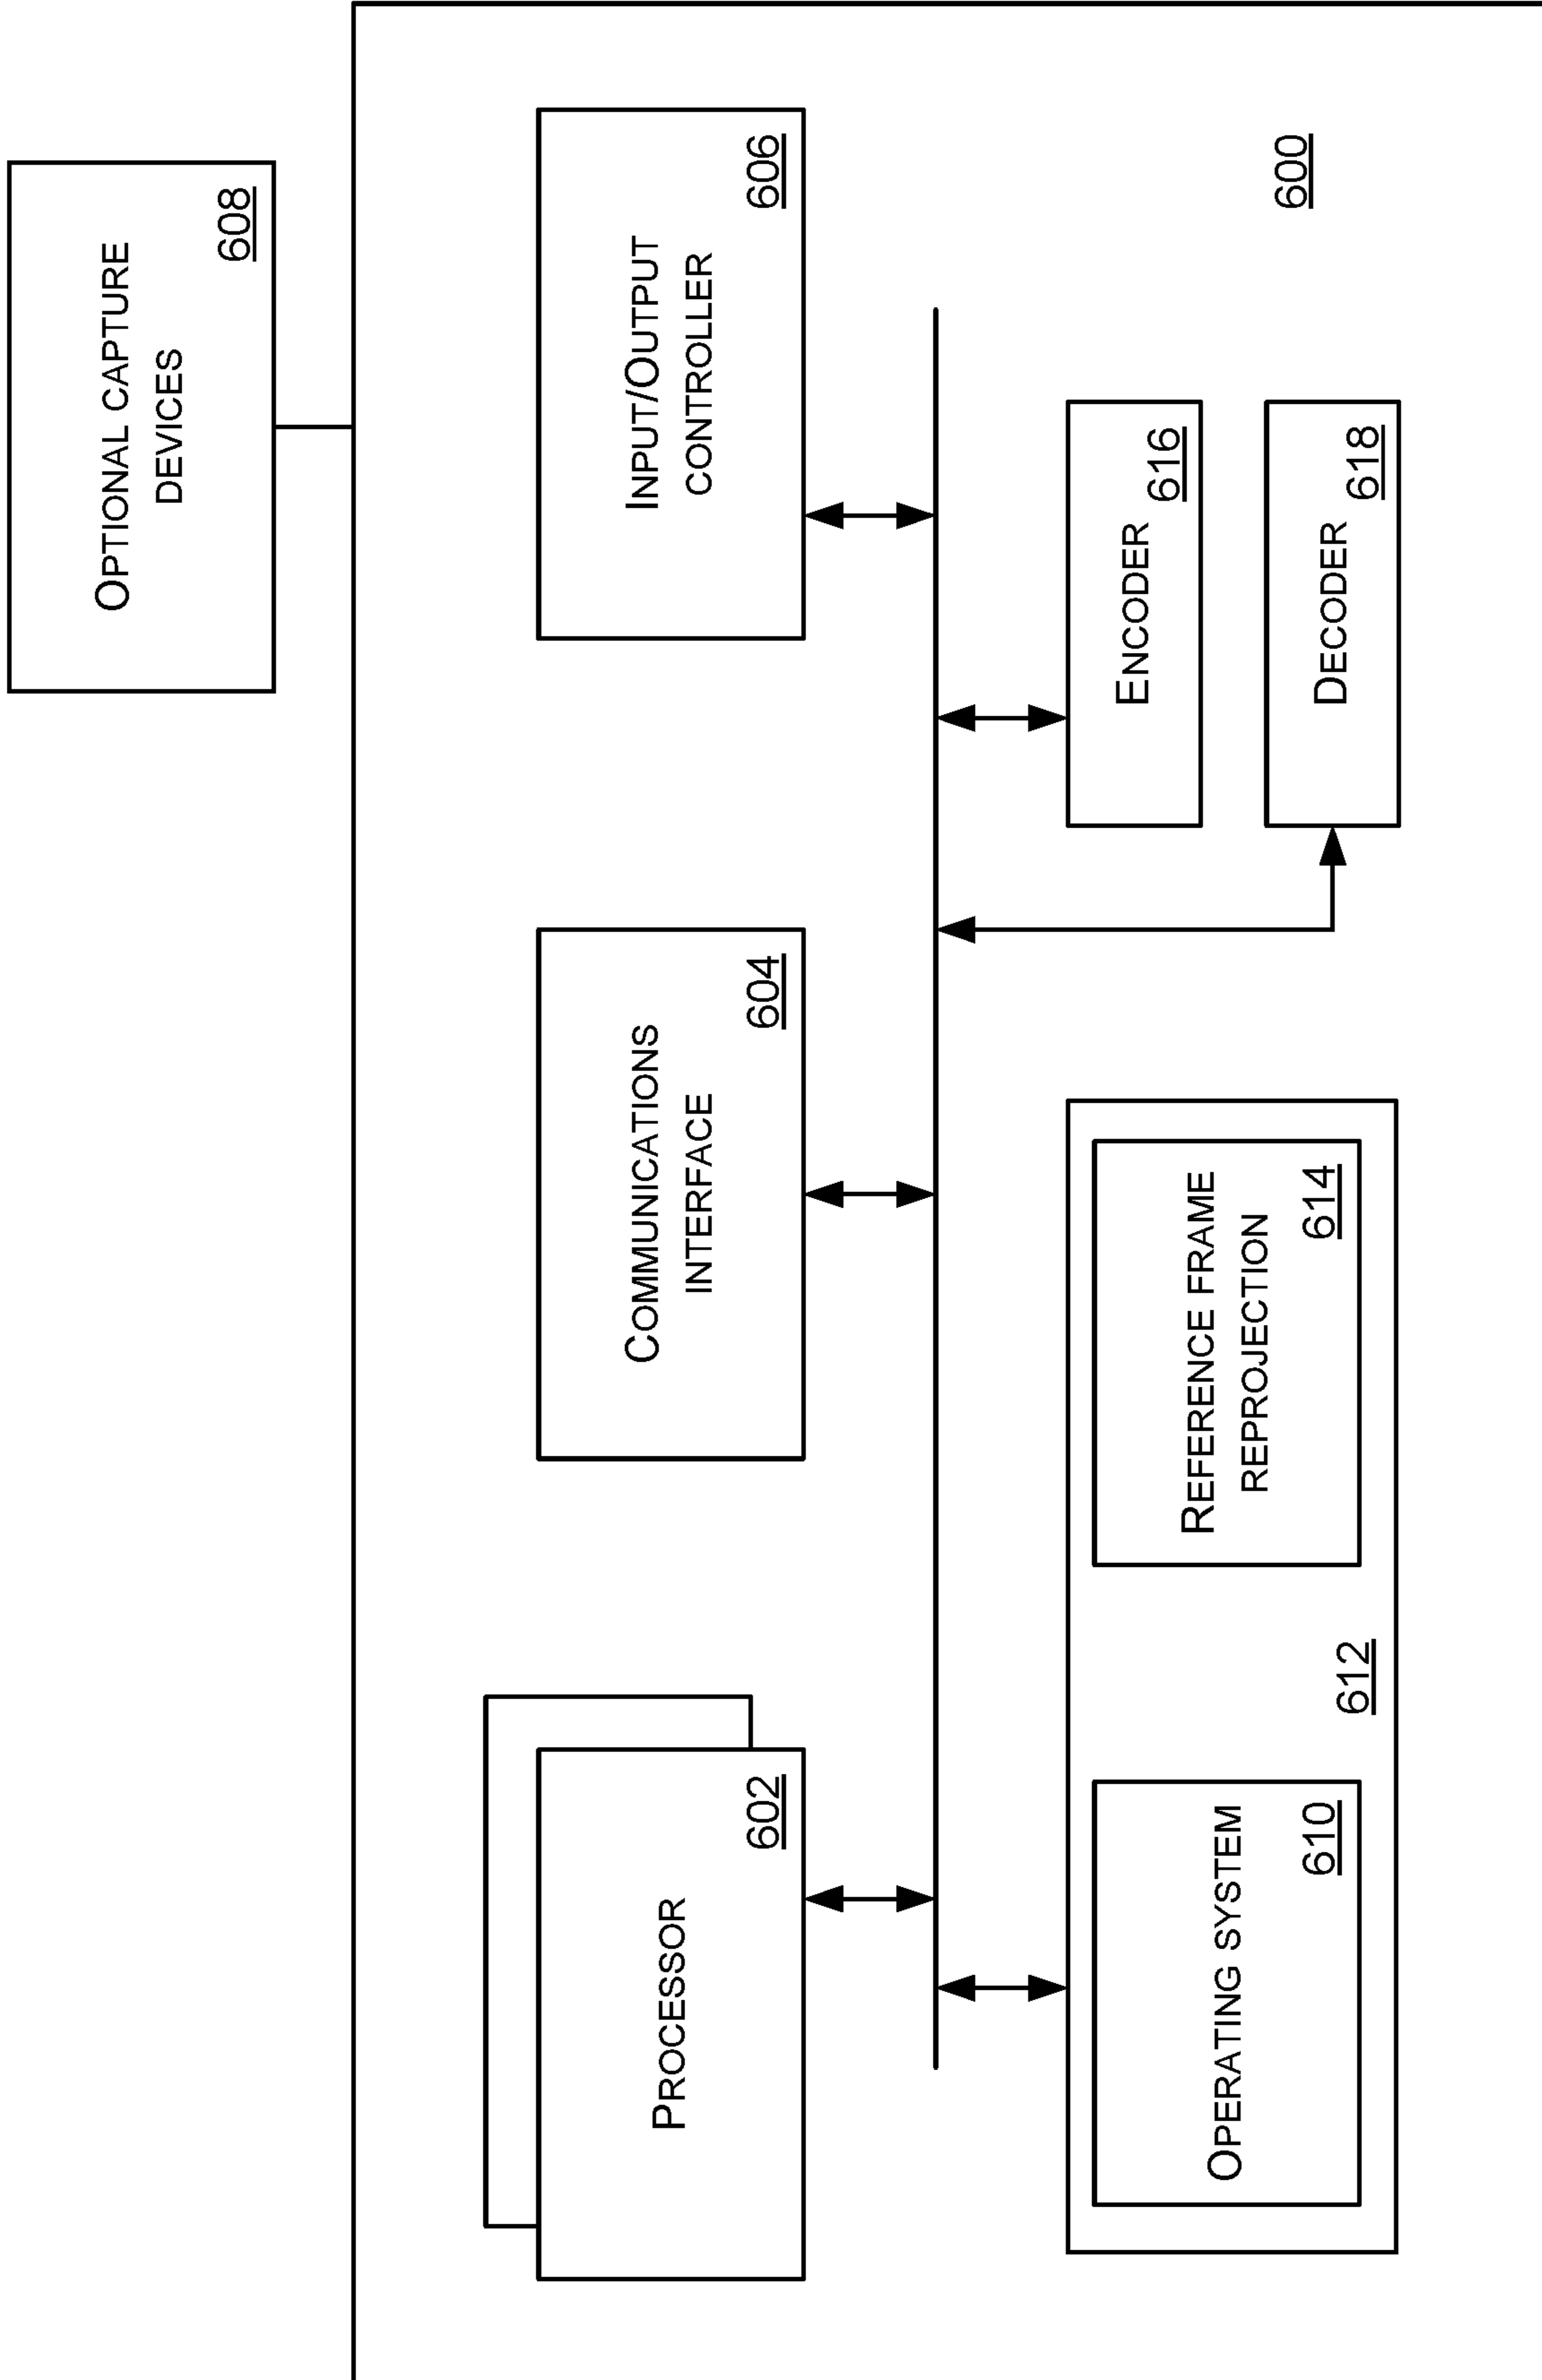 OPTIONAL CAPTURE
DEVICES
608
PROCESSOR
602
COMMUNICATIONS
INTERFACE
604
INPUT/OUTPUT
CONTROLLER
606
OPERATING SYSTEM
610
612
REFERENCE FRAME
REPROJECTION
614
ENCODER
616
DECODER
618
600